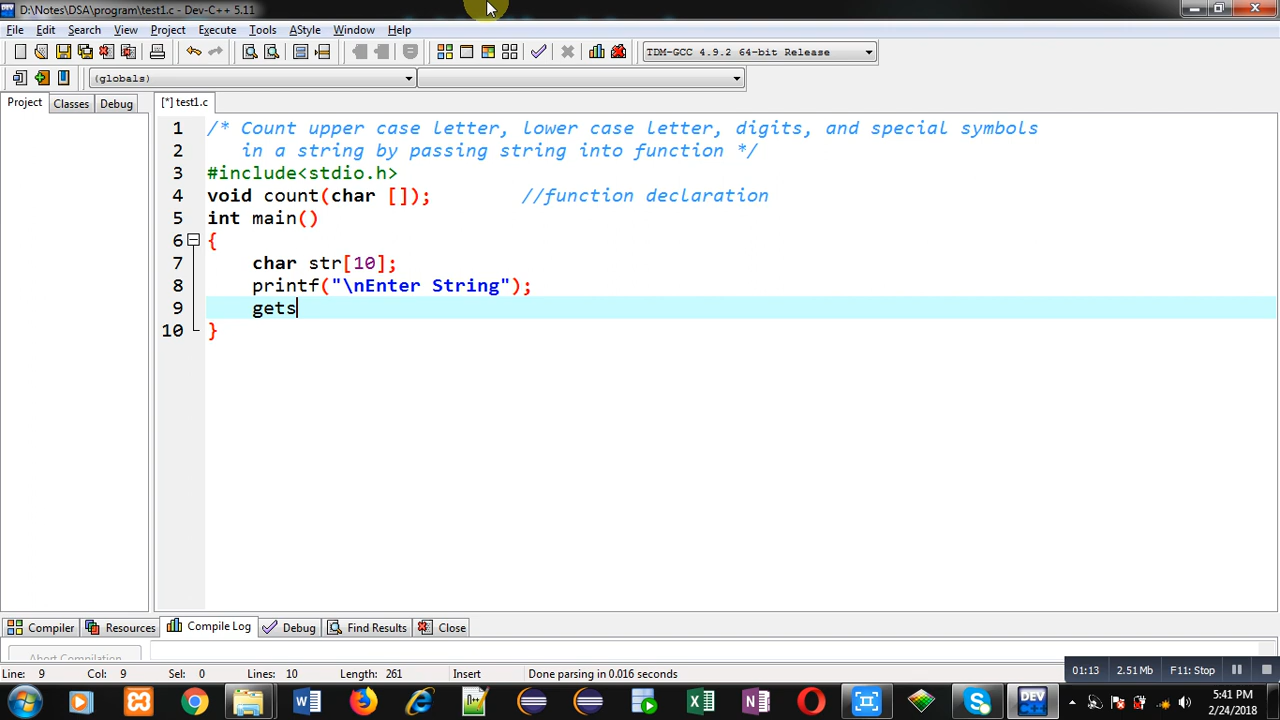 D:\Notes\DSA\program\test1.c - Dev-C++ 5.11
File Edit Search View Project Execute Tools AStyle Window Help
TDM-GCC 4.9.2 64-bit Release
(globals)
Project Classes Debug [*] test1.c
1 /* Count upper case letter, lower case letter, digits, and special symbols
2 in a string by passing string into function */
3 #include<stdio.h>
4 void count(char []); //function declaration
5 int main()
6 {
7 char str[10];
8 printf("\nEnter String");
9 gets
10 }
Compiler Resources Compile Log Debug Find Results Close
Abort Compilation
Line: 9 Col: 9 Sel: 0 Lines: 10 Length: 261 Insert Done parsing in 0.016 seconds
01:13 2.51 Mb F11: Stop
DEV
5:41 PM
2/24/2018